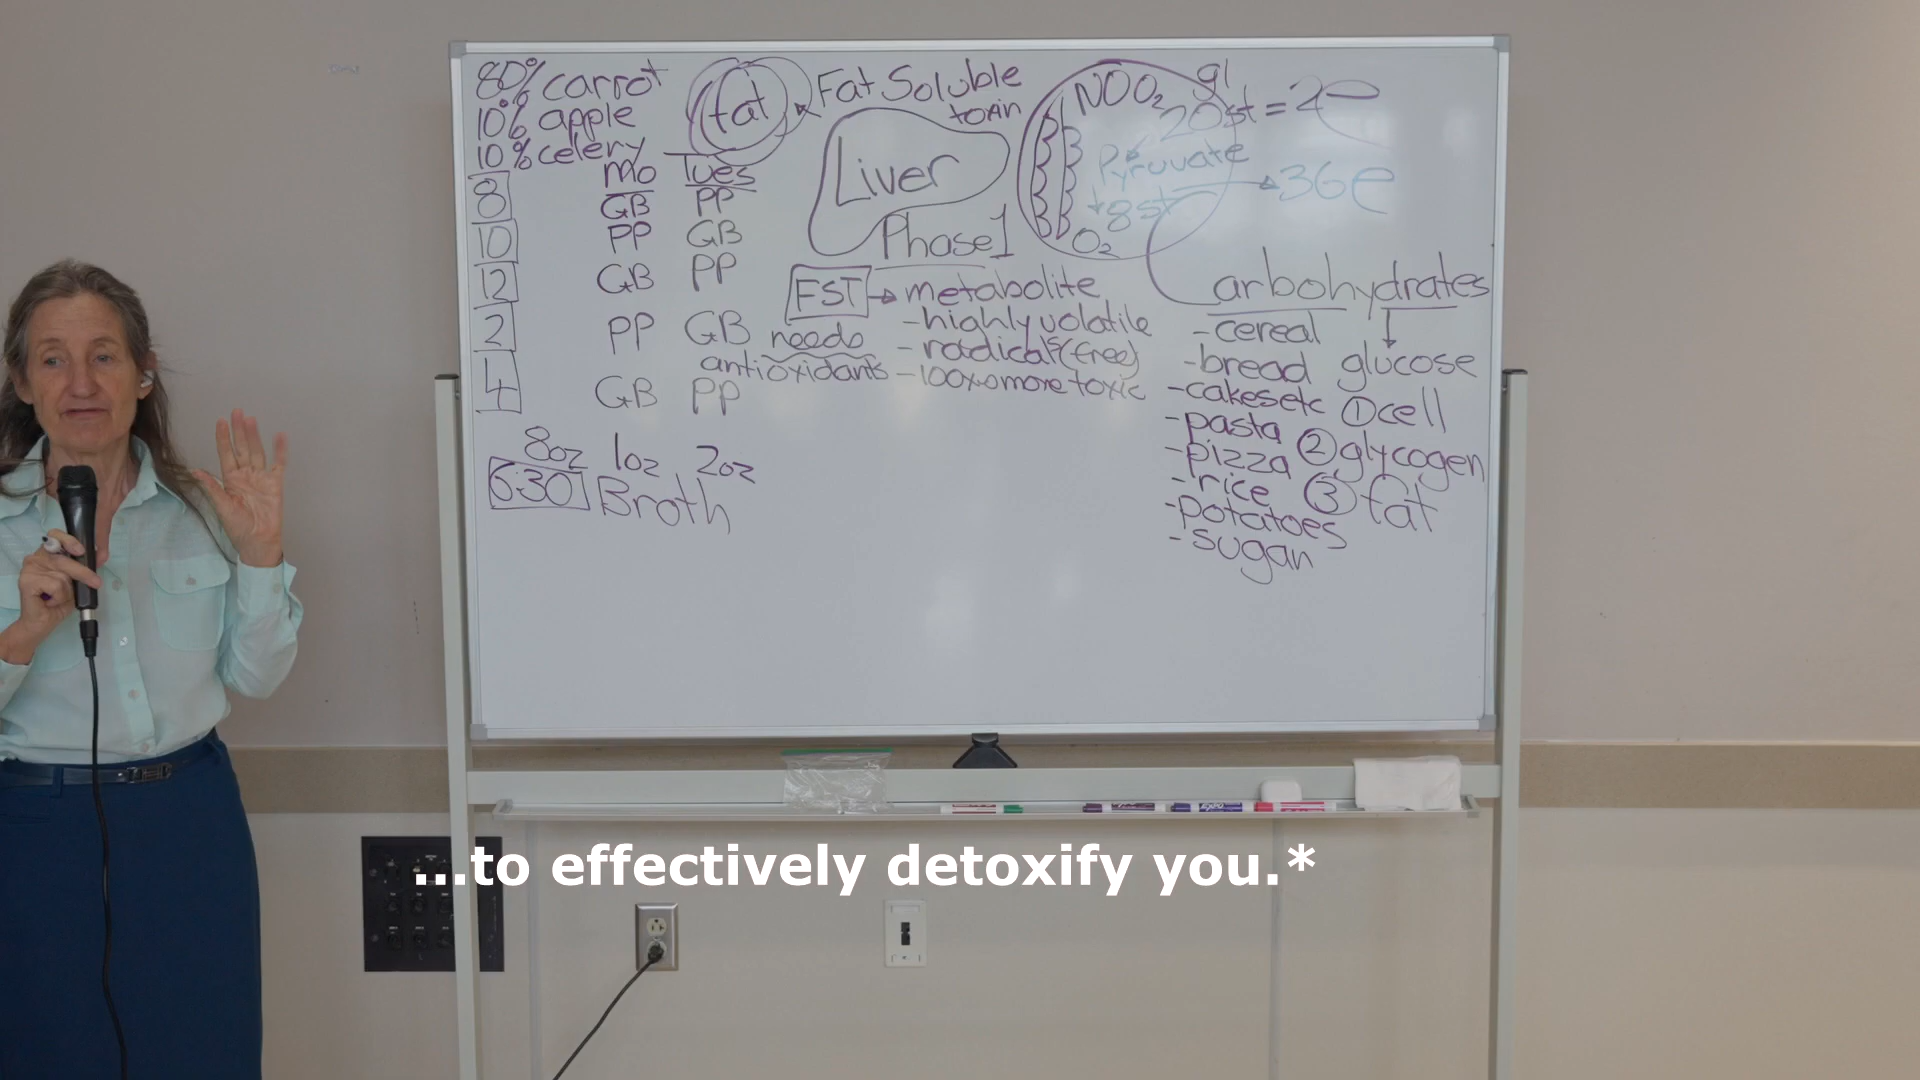 80% carrot
10% apple
10% celery
Mo Tues
8 GB PP
10 PP GB
12 GB PP
2 PP GB
4 GB PP
8oz 1oz 2oz
6:30 Broth
fat
Fat Soluble
toxin
Liver
Phase 1
FST → metabolite
needs
antioxidants
- highly volatile
- radicals (free)
- 100x more toxic
NO O2
gl
20st = 2e
Pyruvate
8st → 36e
O2
carbohydrates
- cereal
- bread
- cakes etc
- pasta
- pizza
- rice
- potatoes
- sugar
glucose
① cell
② glycogen
③ fat
...to effectively detoxify you.*